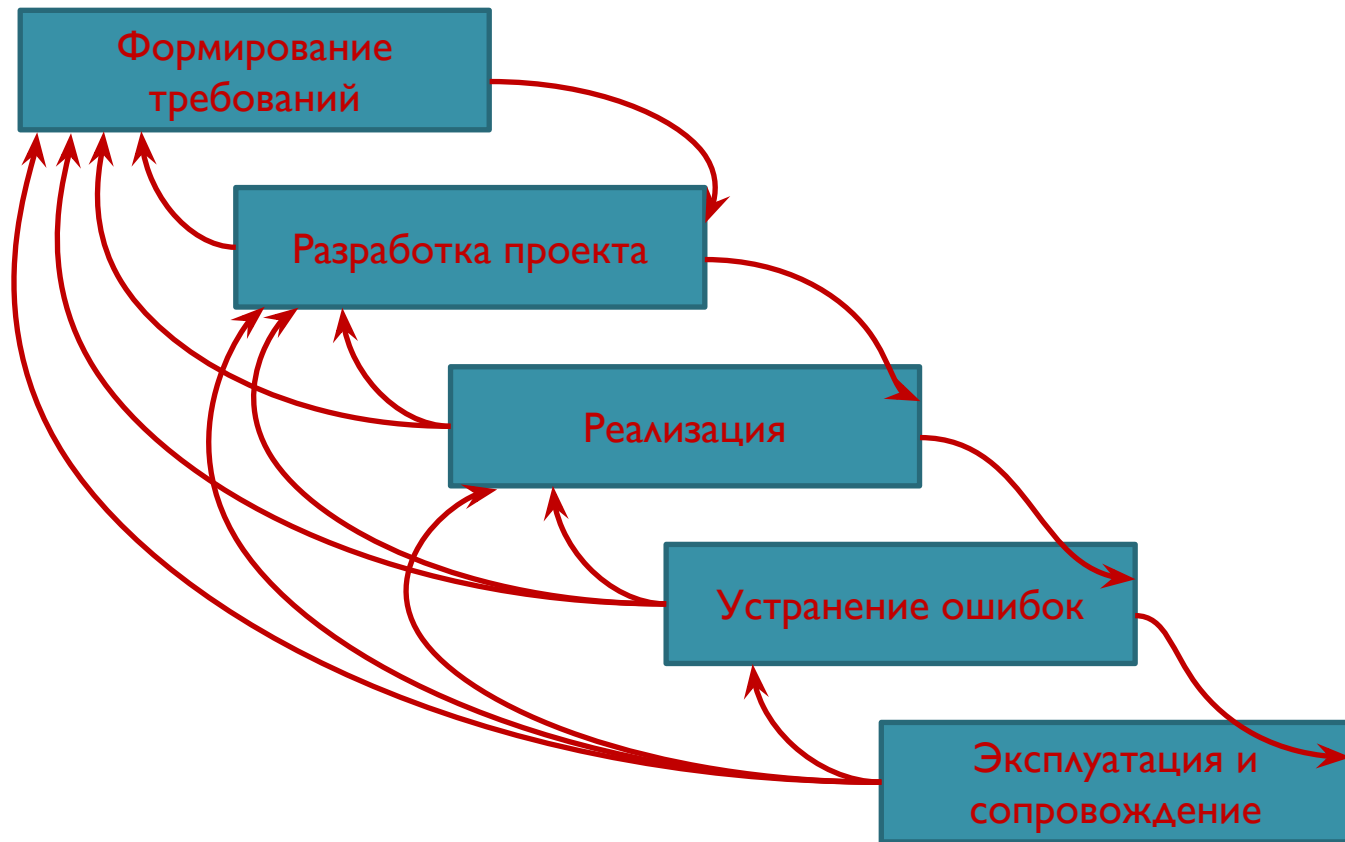 Формирование
требований
Разработка проекта
Реализация
Устранение ошибок
Эксплуатация и
сопровождение